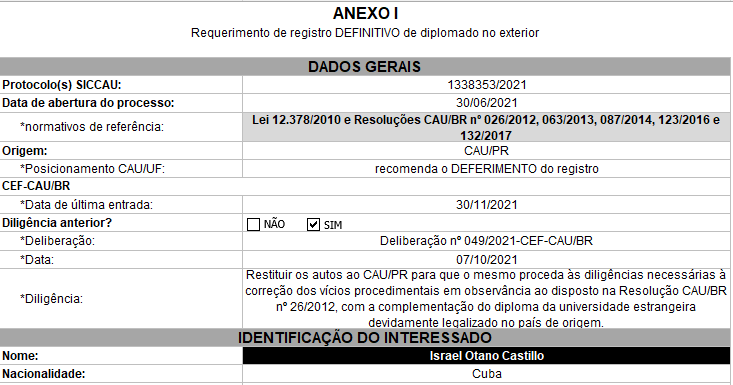 ANEXO I
Requerimento de registro DEFINITIVO de diplomado no exterior
DADOS GERAIS
Protocolo(s) SICCAU: 1338353/2021
Data de abertura do processo: 30/06/2021
*normativos de referência: Lei 12.378/2010 e Resoluções CAU/BR nº 026/2012, 063/2013, 087/2014, 123/2016 e
132/2017
Origem: CAU/PR
*Posicionamento CAU/UF: recomenda o DEFERIMENTO do registro
CEF-CAU/BR
*Data de última entrada: 30/11/2021
Diligência anterior? NÃO SIM
*Deliberação: Deliberação nº 049/2021-CEF-CAU/BR
*Data: 07/10/2021
*Diligência: Restituir os autos ao CAU/PR para que o mesmo proceda às diligências necessárias à
correção dos vícios procedimentais em observância ao disposto na Resolução CAU/BR
nº 26/2012, com a complementação do diploma da universidade estrangeira
devidamente legalizado no país de origem.
IDENTIFICAÇÃO DO INTERESSADO
Nome: Israel Otano Castillo
Nacionalidade: Cuba